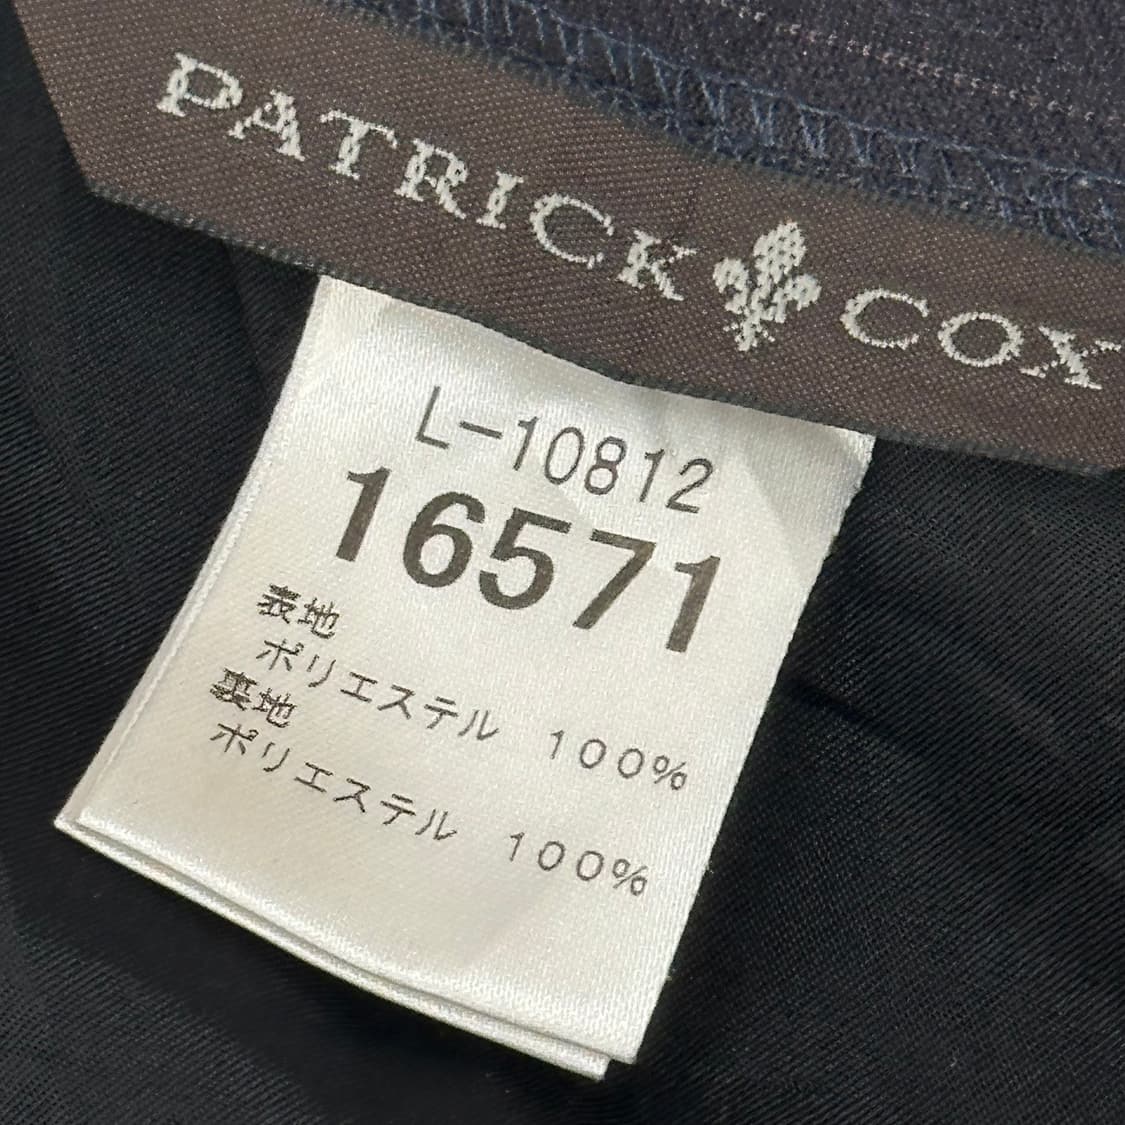 PATRICK COX
L-10812
16571
表地
ポリエステル 100%
裏地
ポリエステル 100%